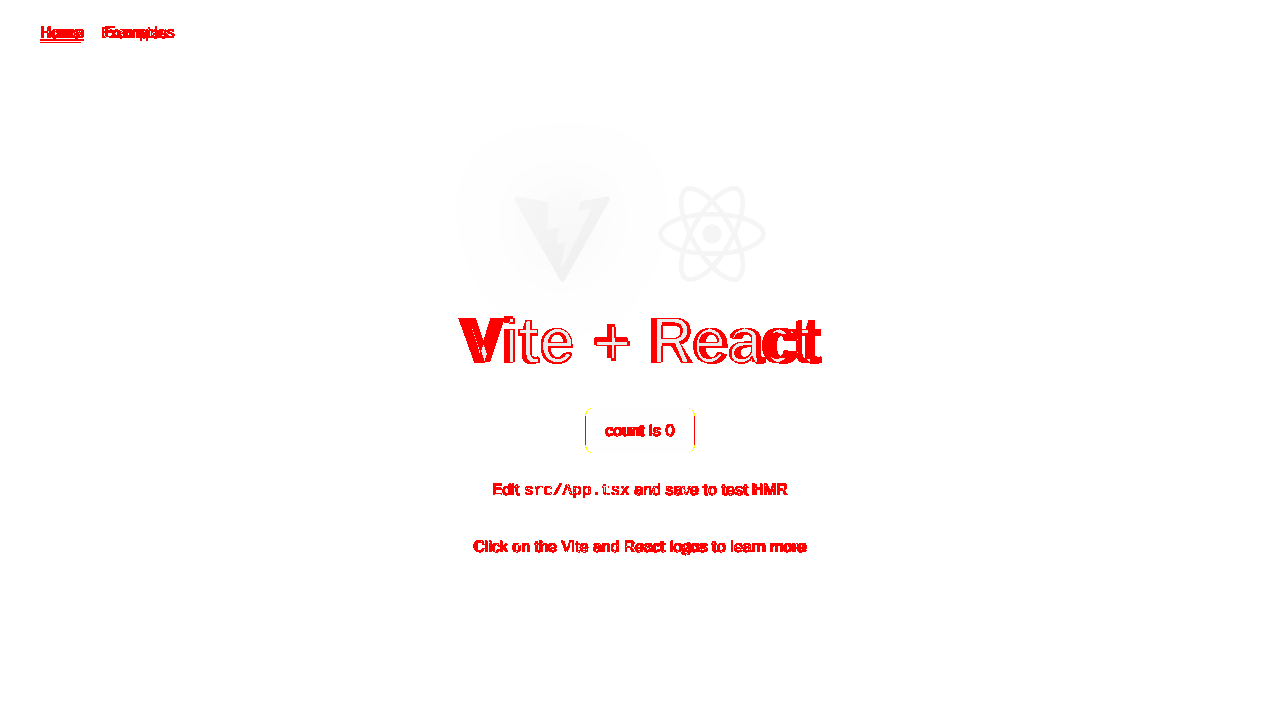 Home Examples
Vite + React
count is 0
Edit src/App.tsx and save to test HMR
Click on the Vite and React logos to learn more